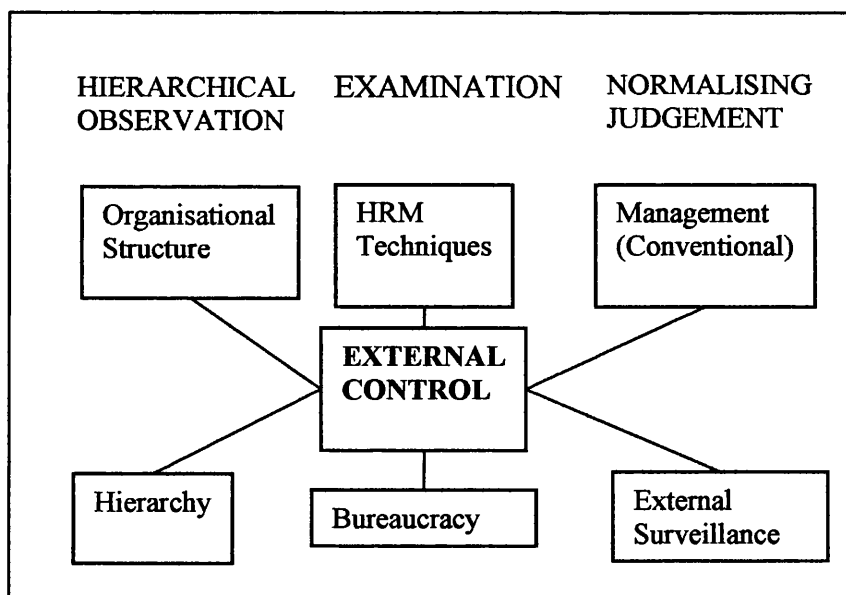 HIERARCHICAL
OBSERVATION
EXAMINATION
NORMALISING
JUDGEMENT
Organisational
Structure
HRM
Techniques
Management
(Conventional)
EXTERNAL
CONTROL
Hierarchy
Bureaucracy
External
Surveillance